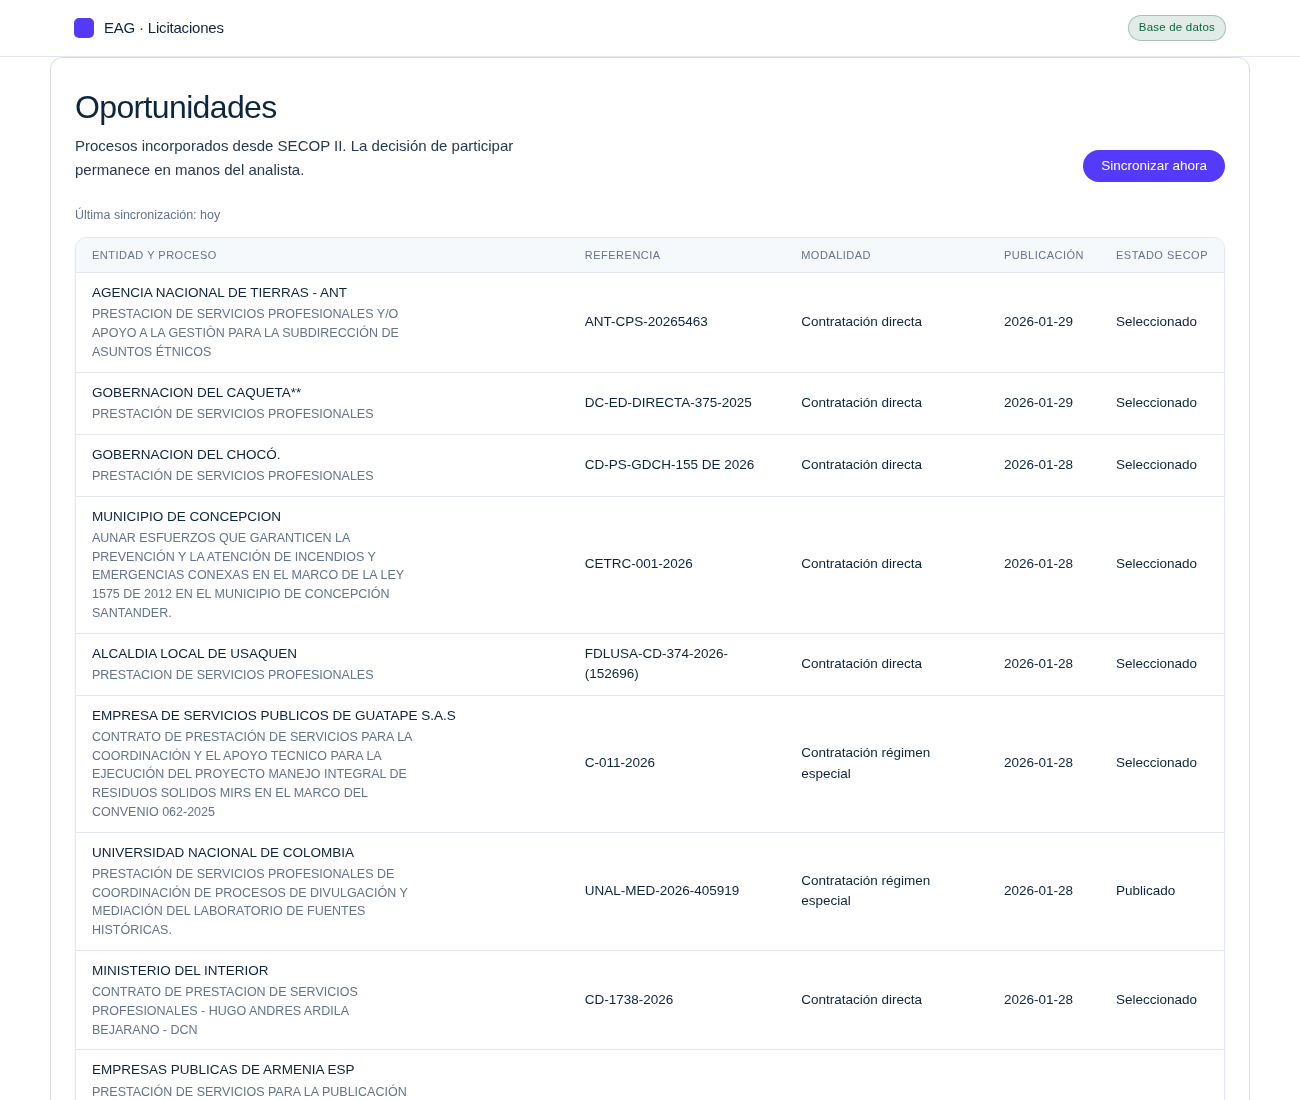 EAG · Licitaciones
Base de datos
Oportunidades
Procesos incorporados desde SECOP II. La decisión de participar
permanece en manos del analista.
Sincronizar ahora
Última sincronización: hoy
ENTIDAD Y PROCESO REFERENCIA MODALIDAD PUBLICACIÓN ESTADO SECOP
AGENCIA NACIONAL DE TIERRAS - ANT
PRESTACION DE SERVICIOS PROFESIONALES Y/O
APOYO A LA GESTIÓN PARA LA SUBDIRECCIÓN DE
ASUNTOS ÉTNICOS
ANT-CPS-20265463
Contratación directa
2026-01-29
Seleccionado
GOBERNACION DEL CAQUETA**
PRESTACIÓN DE SERVICIOS PROFESIONALES
DC-ED-DIRECTA-375-2025
Contratación directa
2026-01-29
Seleccionado
GOBERNACION DEL CHOCÓ.
PRESTACIÓN DE SERVICIOS PROFESIONALES
CD-PS-GDCH-155 DE 2026
Contratación directa
2026-01-28
Seleccionado
MUNICIPIO DE CONCEPCION
AUNAR ESFUERZOS QUE GARANTICEN LA
PREVENCIÓN Y LA ATENCIÓN DE INCENDIOS Y
EMERGENCIAS CONEXAS EN EL MARCO DE LA LEY
1575 DE 2012 EN EL MUNICIPIO DE CONCEPCIÓN
SANTANDER.
CETRC-001-2026
Contratación directa
2026-01-28
Seleccionado
ALCALDIA LOCAL DE USAQUEN
PRESTACION DE SERVICIOS PROFESIONALES
FDLUSA-CD-374-2026-
(152696)
Contratación directa
2026-01-28
Seleccionado
EMPRESA DE SERVICIOS PUBLICOS DE GUATAPE S.A.S
CONTRATO DE PRESTACIÓN DE SERVICIOS PARA LA
COORDINACIÓN Y EL APOYO TECNICO PARA LA
EJECUCIÓN DEL PROYECTO MANEJO INTEGRAL DE
RESIDUOS SOLIDOS MIRS EN EL MARCO DEL
CONVENIO 062-2025
C-011-2026
Contratación régimen
especial
2026-01-28
Seleccionado
UNIVERSIDAD NACIONAL DE COLOMBIA
PRESTACIÓN DE SERVICIOS PROFESIONALES DE
COORDINACIÓN DE PROCESOS DE DIVULGACIÓN Y
MEDIACIÓN DEL LABORATORIO DE FUENTES
HISTÓRICAS.
UNAL-MED-2026-405919
Contratación régimen
especial
2026-01-28
Publicado
MINISTERIO DEL INTERIOR
CONTRATO DE PRESTACION DE SERVICIOS
PROFESIONALES - HUGO ANDRES ARDILA
BEJARANO - DCN
CD-1738-2026
Contratación directa
2026-01-28
Seleccionado
EMPRESAS PUBLICAS DE ARMENIA ESP
PRESTACIÓN DE SERVICIOS PARA LA PUBLICACIÓN